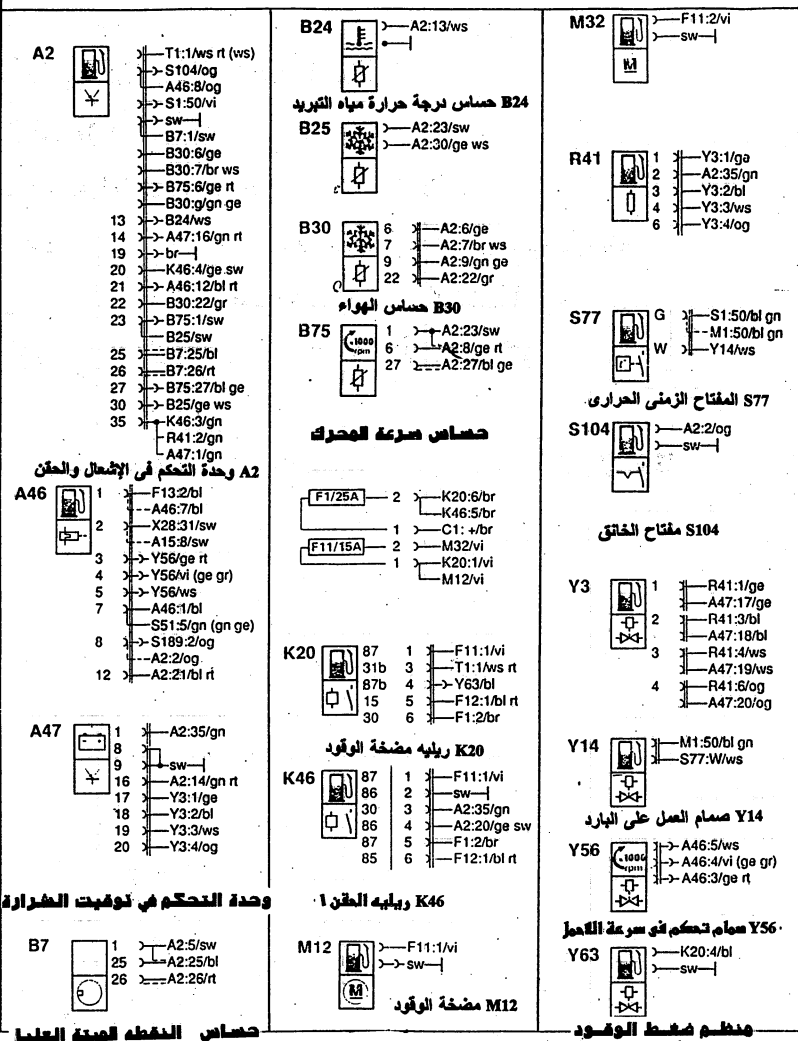 A2
T1:1/ws rt (ws)
S104/og
A46:8/og
S1:50/vi
sw
B7:1/sw
B30:6/ge
B30:7/br ws
B75:6/ge rt
B30:g/gn ge
13 B24/ws
14 A47:16/gn rt
19 br
20 K46:4/ge sw
21 A46:12/bl rt
22 B30:22/gr
23 B75:1/sw
B25/sw
25 B7:25/bl
26 B7:26/rt
27 B75:27/bl ge
30 B25/ge ws
35 K46:3/gn
R41:2/gn
A47:1/gn
A2 وحدة التحكم فى الإشعال والحقن
A46
1 F13:2/bl
A46:7/bl
2 X28:31/sw
A15:8/sw
3 Y56/ge rt
4 Y56/vi (ge gr)
5 Y56/ws
7 A46:1/bl
S51:5/gn (gn ge)
8 S189:2/og
A2:2/og
12 A2:21/bl rt
A47
1 A2:35/gn
8
9 sw
16 A2:14/gn rt
17 Y3:1/ge
18 Y3:2/bl
19 Y3:3/ws
20 Y3:4/og
وحدة التحكم في توقيت الشرارة
B7
1 A2:5/sw
25 A2:25/bl
26 A2:26/rt
حساس النقطه الميتة العليا
B24
A2:13/ws
B24 حساس درجة حرارة مياه التبريد
B25
A2:23/sw
A2:30/ge ws
B30
6 A2:6/ge
7 A2:7/br ws
9 A2:9/gn ge
22 A2:22/gr
B30 حساس الهواء
B75
1000 rpm
1 A2:23/sw
6 A2:8/ge rt
27 A2:27/bl ge
حساس سرعة المحرك
F1/25A 2 K20:6/br
K46:5/br
1 C1: +/br
F11/15A 2 M32/vi
1 K20:1/vi
M12/vi
K20
87 1 F11:1/vi
31b 3 T1:1/ws rt
87b 4 Y63/bl
15 5 F12:1/bl rt
30 6 F1:2/br
K20 ريليه مضخة الوقود
K46
87 1 F11:1/vi
86 2 sw
30 3 A2:35/gn
86 4 A2:20/ge sw
87 5 F1:2/br
85 6 F12:1/bl rt
K46 ريليه الحقن ١
M12
F11:1/vi
sw
M
M12 مضخة الوقود
M32
F11:2/vi
sw
M
R41
1 Y3:1/ge
2 A2:35/gn
3 Y3:2/bl
4 Y3:3/ws
6 Y3:4/og
S77
G S1:50/bl gn
M1:50/bl gn
W Y14/ws
S77 المفتاح الزمنى الحرارى
S104
A2:2/og
sw
S104 مفتاح الخانق
Y3
1 R41:1/ge
A47:17/ge
2 R41:3/bl
A47:18/bl
3 R41:4/ws
A47:19/ws
4 R41:6/og
A47:20/og
Y14
M1:50/bl gn
S77:W/ws
Y14 صمام العمل على البارد
Y56
1000 rpm
A46:5/ws
A46:4/vi (ge gr)
A46:3/ge rt
Y56 صمام تحكم فى سرعة اللاحمل
Y63
K20:4/bl
sw
منظم ضغط الوقود